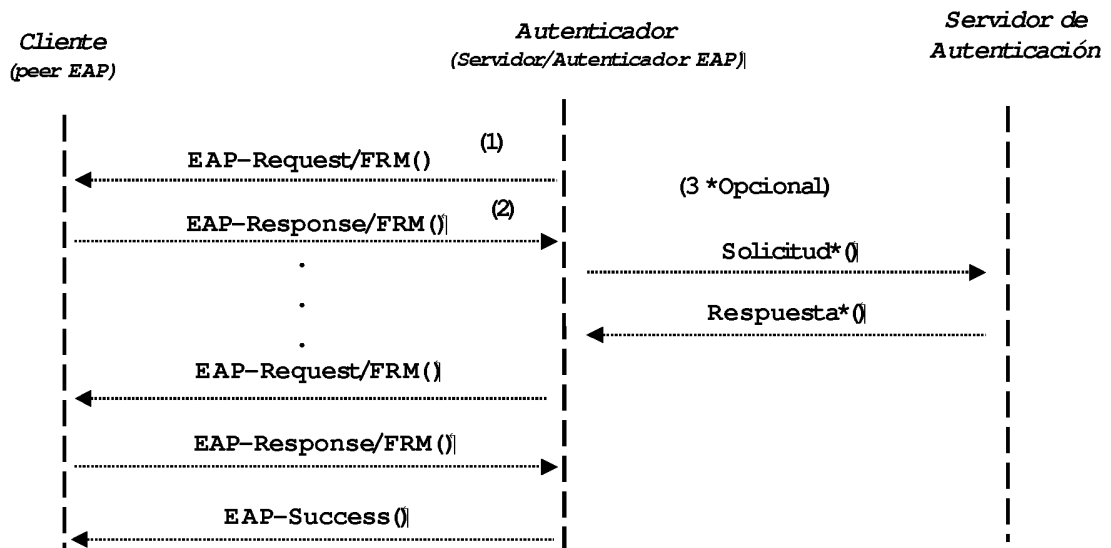 Cliente
(peer EAP)
Autenticador
(Servidor/Autenticador EAP)
Servidor de
Autenticación
EAP-Request/FRM()
(1)
(3 *Opcional)
EAP-Response/FRM()
(2)
Solicitud*()
Respuesta*()
EAP-Request/FRM()
EAP-Response/FRM()
EAP-Success()